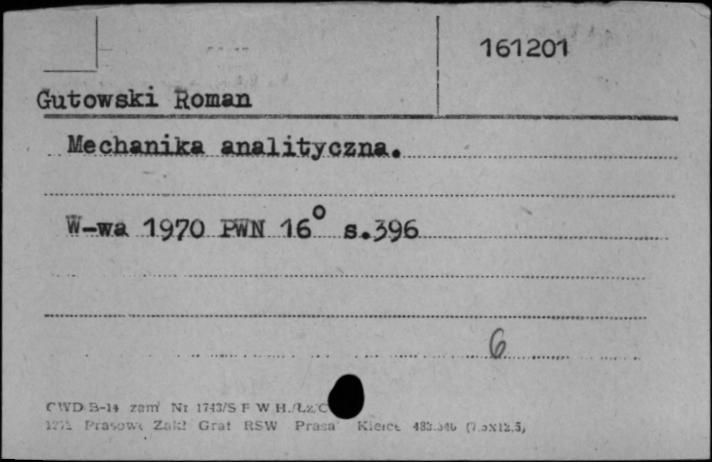 161201
Gutowski Roman
Mechanika analityczna.
W-wa 1970 PWN 16° s.396
6
CWD B-14 zam Nr 1743/S F W H./Łz.C
Prasowe Zakł Graf RSW Prasa Kielce